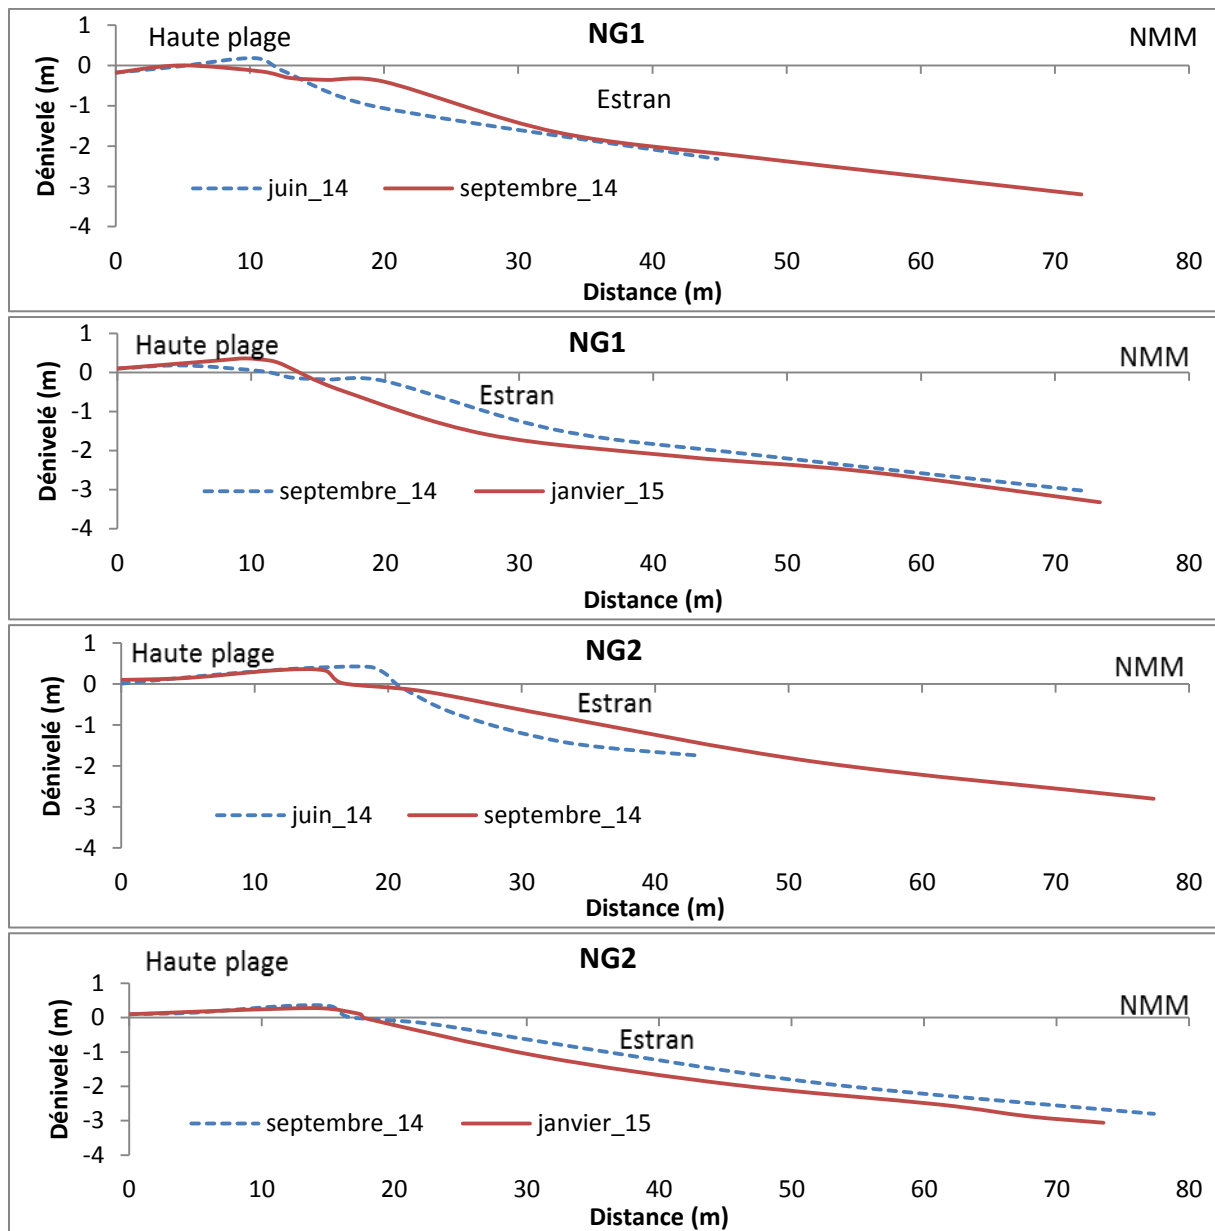 NG1
Haute plage
NMM
Estran
Dénivelé (m)
1
0
-1
-2
-3
-4
juin_14 septembre_14
0 10 20 30 40 50 60 70 80
Distance (m)
NG1
Haute plage
NMM
Estran
Dénivelé (m)
1
0
-1
-2
-3
-4
septembre_14 janvier_15
0 10 20 30 40 50 60 70 80
Distance (m)
NG2
Haute plage
NMM
Estran
Dénivelé (m)
1
0
-1
-2
-3
-4
juin_14 septembre_14
0 10 20 30 40 50 60 70 80
Distance (m)
NG2
Haute plage
NMM
Estran
Dénivelé (m)
1
0
-1
-2
-3
-4
septembre_14 janvier_15
0 10 20 30 40 50 60 70 80
Distance (m)